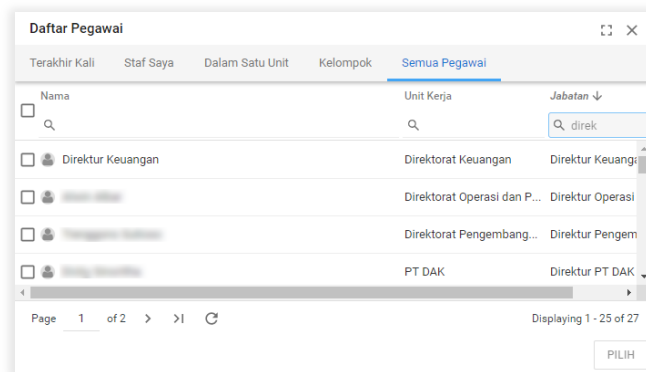 Daftar Pegawai
Terakhir Kali Staf Saya Dalam Satu Unit Kelompok Semua Pegawai
Nama Unit Kerja Jabatan
direk
Direktur Keuangan Direktorat Keuangan Direktur Keuanga
Direktorat Operasi dan P... Direktur Operasi
Direktorat Pengembang... Direktur Pengem
PT DAK Direktur PT DAK
Page 1 of 2 Displaying 1 - 25 of 27
PILIH